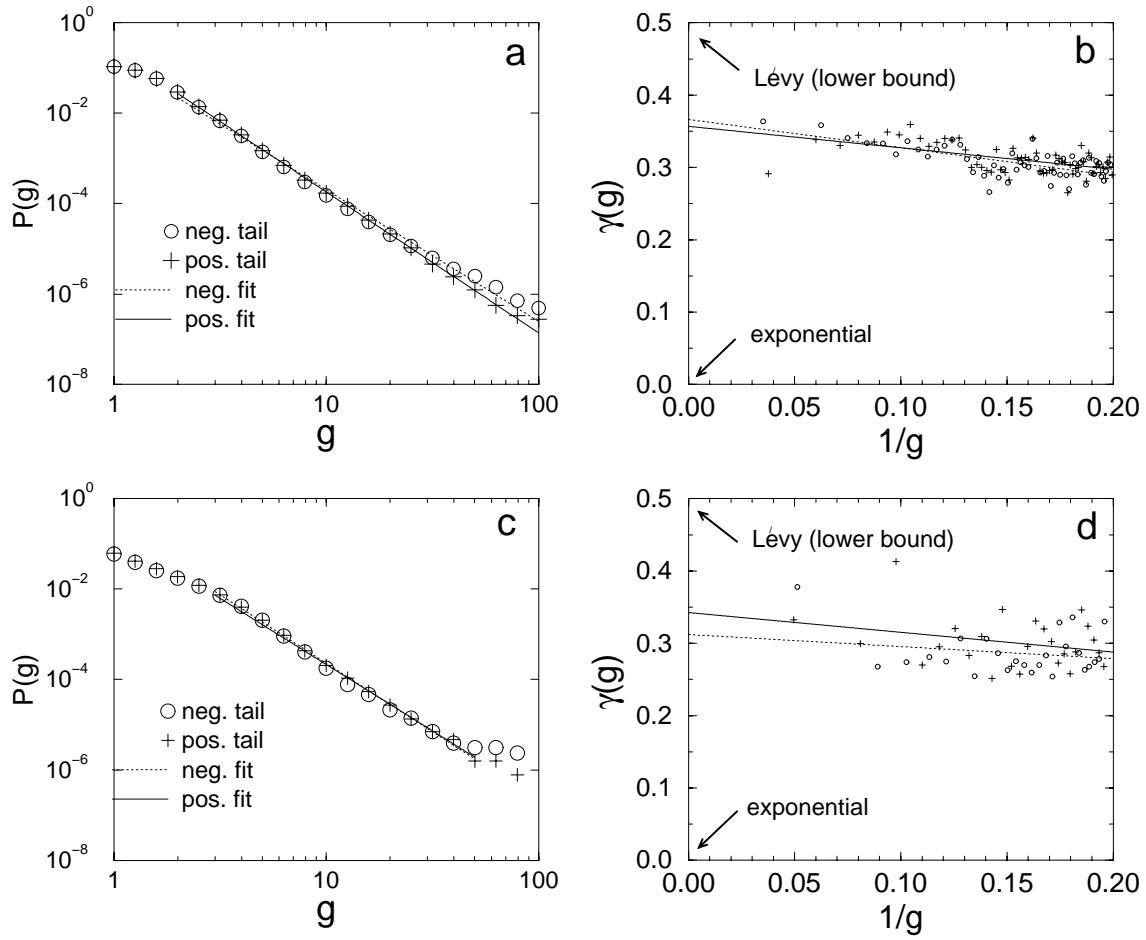 a
10^0
10^-2
10^-4
10^-6
10^-8
P(g)
neg. tail
pos. tail
neg. fit
pos. fit
1
10
100
g
b
0.5
0.4
0.3
0.2
0.1
0.0
γ(g)
Lévy (lower bound)
exponential
0.00
0.05
0.10
0.15
0.20
1/g
c
10^0
10^-2
10^-4
10^-6
10^-8
P(g)
neg. tail
pos. tail
neg. fit
pos. fit
1
10
100
g
d
0.5
0.4
0.3
0.2
0.1
0.0
γ(g)
Lévy (lower bound)
exponential
0.00
0.05
0.10
0.15
0.20
1/g